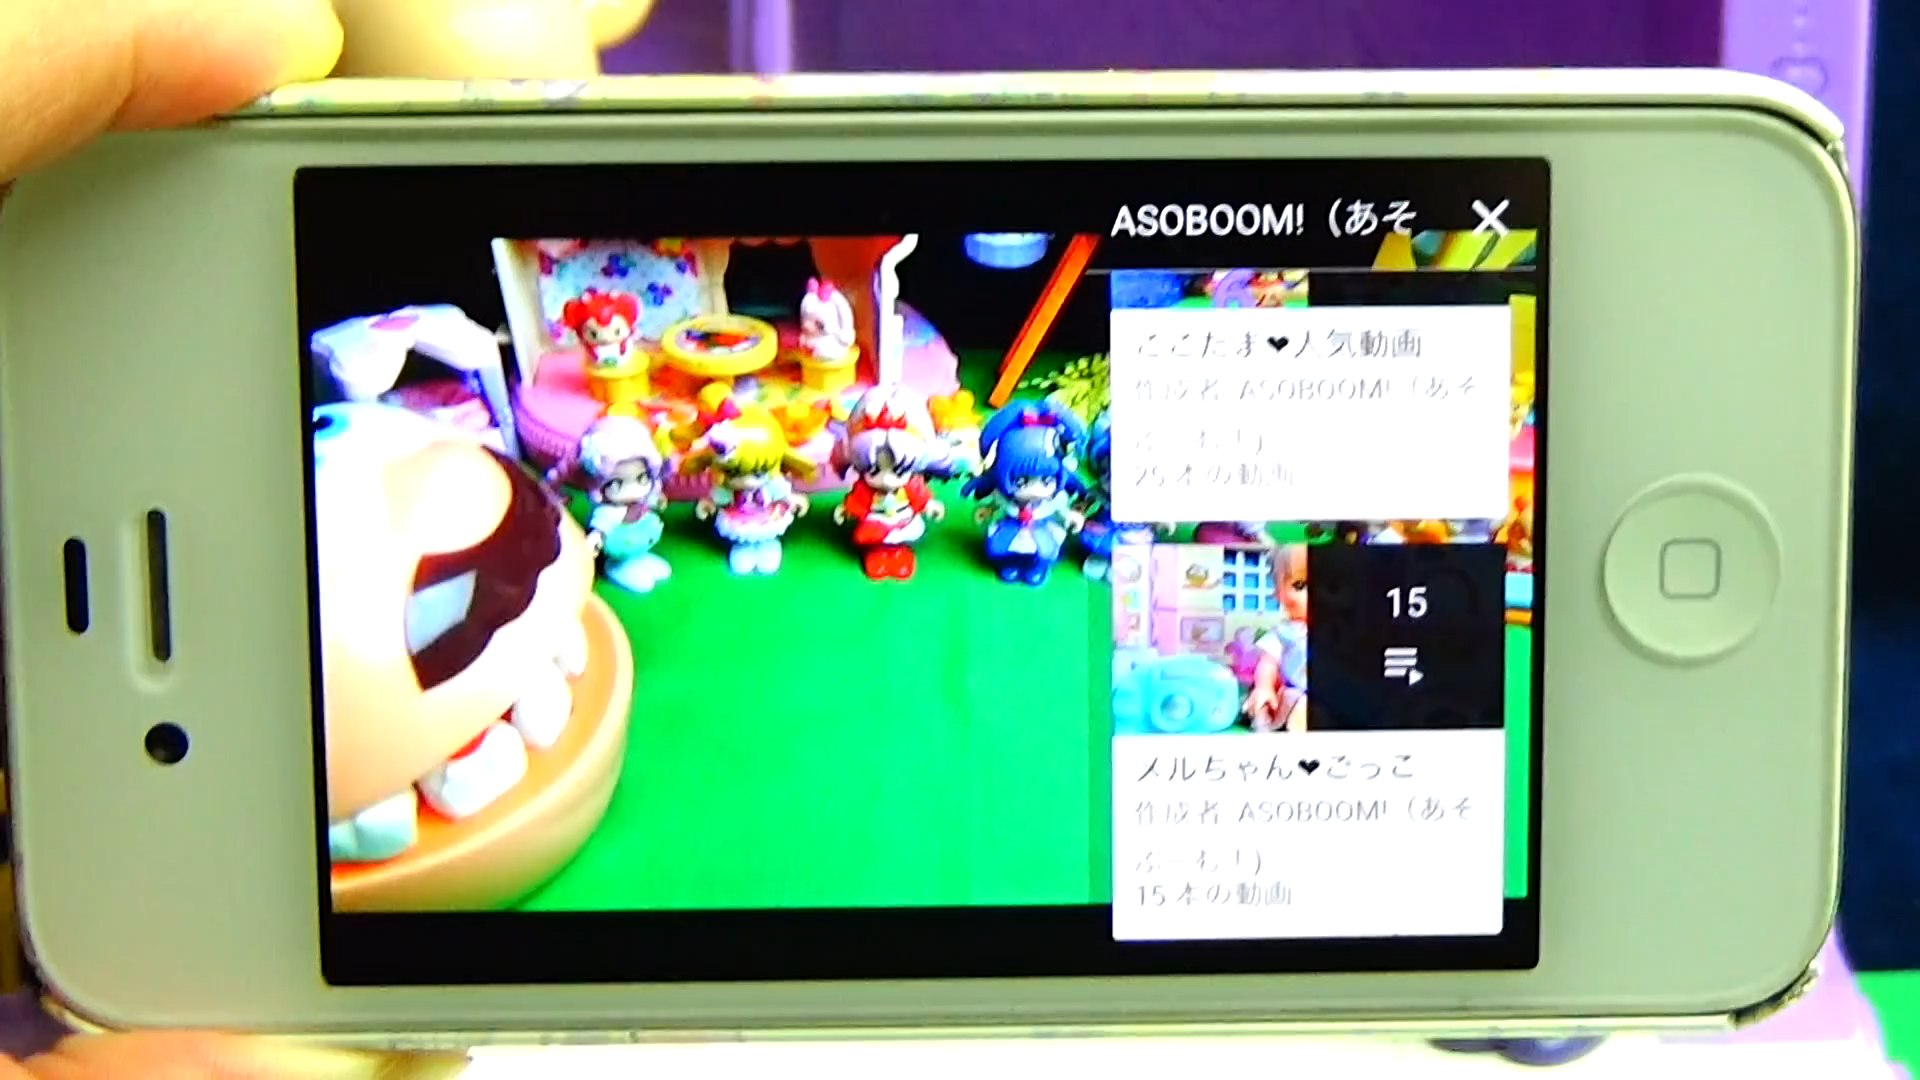 ASOBOOM!（あそ
ここたま❤人気動画
作成者 ASOBOOM!（あそ
ぶーむ！)
25 本の動画
15
メルちゃん❤ごっこ
作成者 ASOBOOM!（あそ
ぶーむ！)
15 本の動画